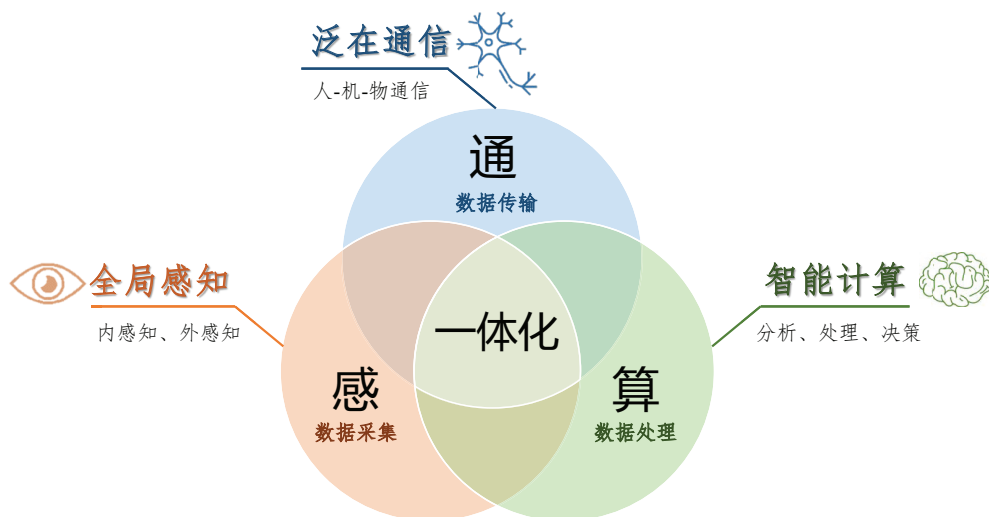 泛在通信
人-机-物通信
通
数据传输
全局感知
内感知、外感知
智能计算
分析、处理、决策
一体化
感
数据采集
算
数据处理